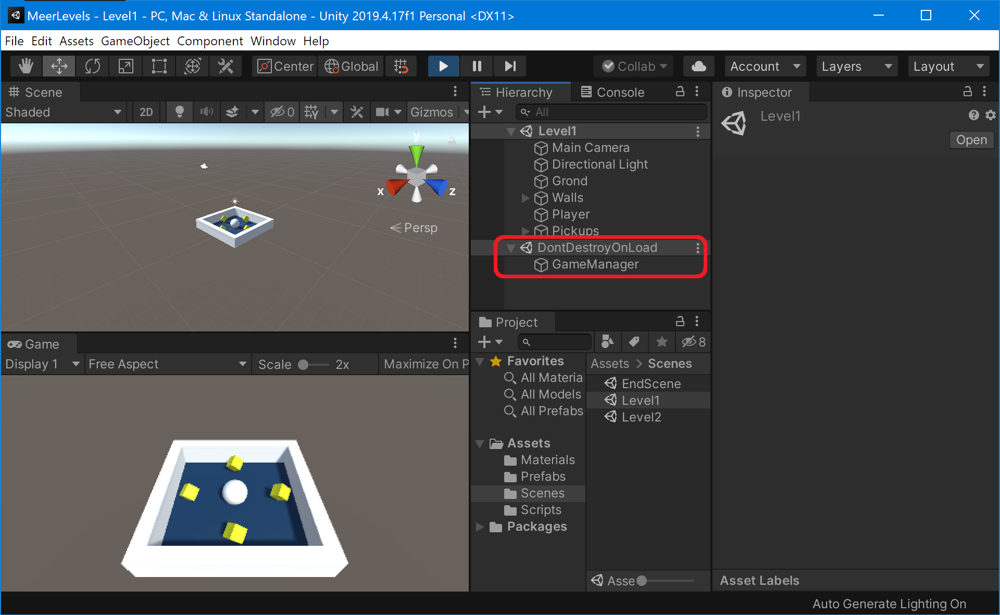 MeerLevels - Level1 - PC, Mac & Linux Standalone - Unity 2019.4.17f1 Personal <DX11>
File Edit Assets GameObject Component Window Help
Center Global Collab Account Layers Layout
Scene
Shaded 2D 0 Gizmos
y
x
z
Persp
Hierarchy Console
All
Level1
Main Camera
Directional Light
Grond
Walls
Player
Pickups
DontDestroyOnLoad
GameManager
Inspector
Level1
Open
Game
Display 1 Free Aspect Scale 2x Maximize On P
Project
8
Favorites
All Materia
All Models
All Prefabs
Assets
Materials
Prefabs
Scenes
Scripts
Packages
Assets > Scenes
EndScene
Level1
Level2
Asse
Asset Labels
Auto Generate Lighting On